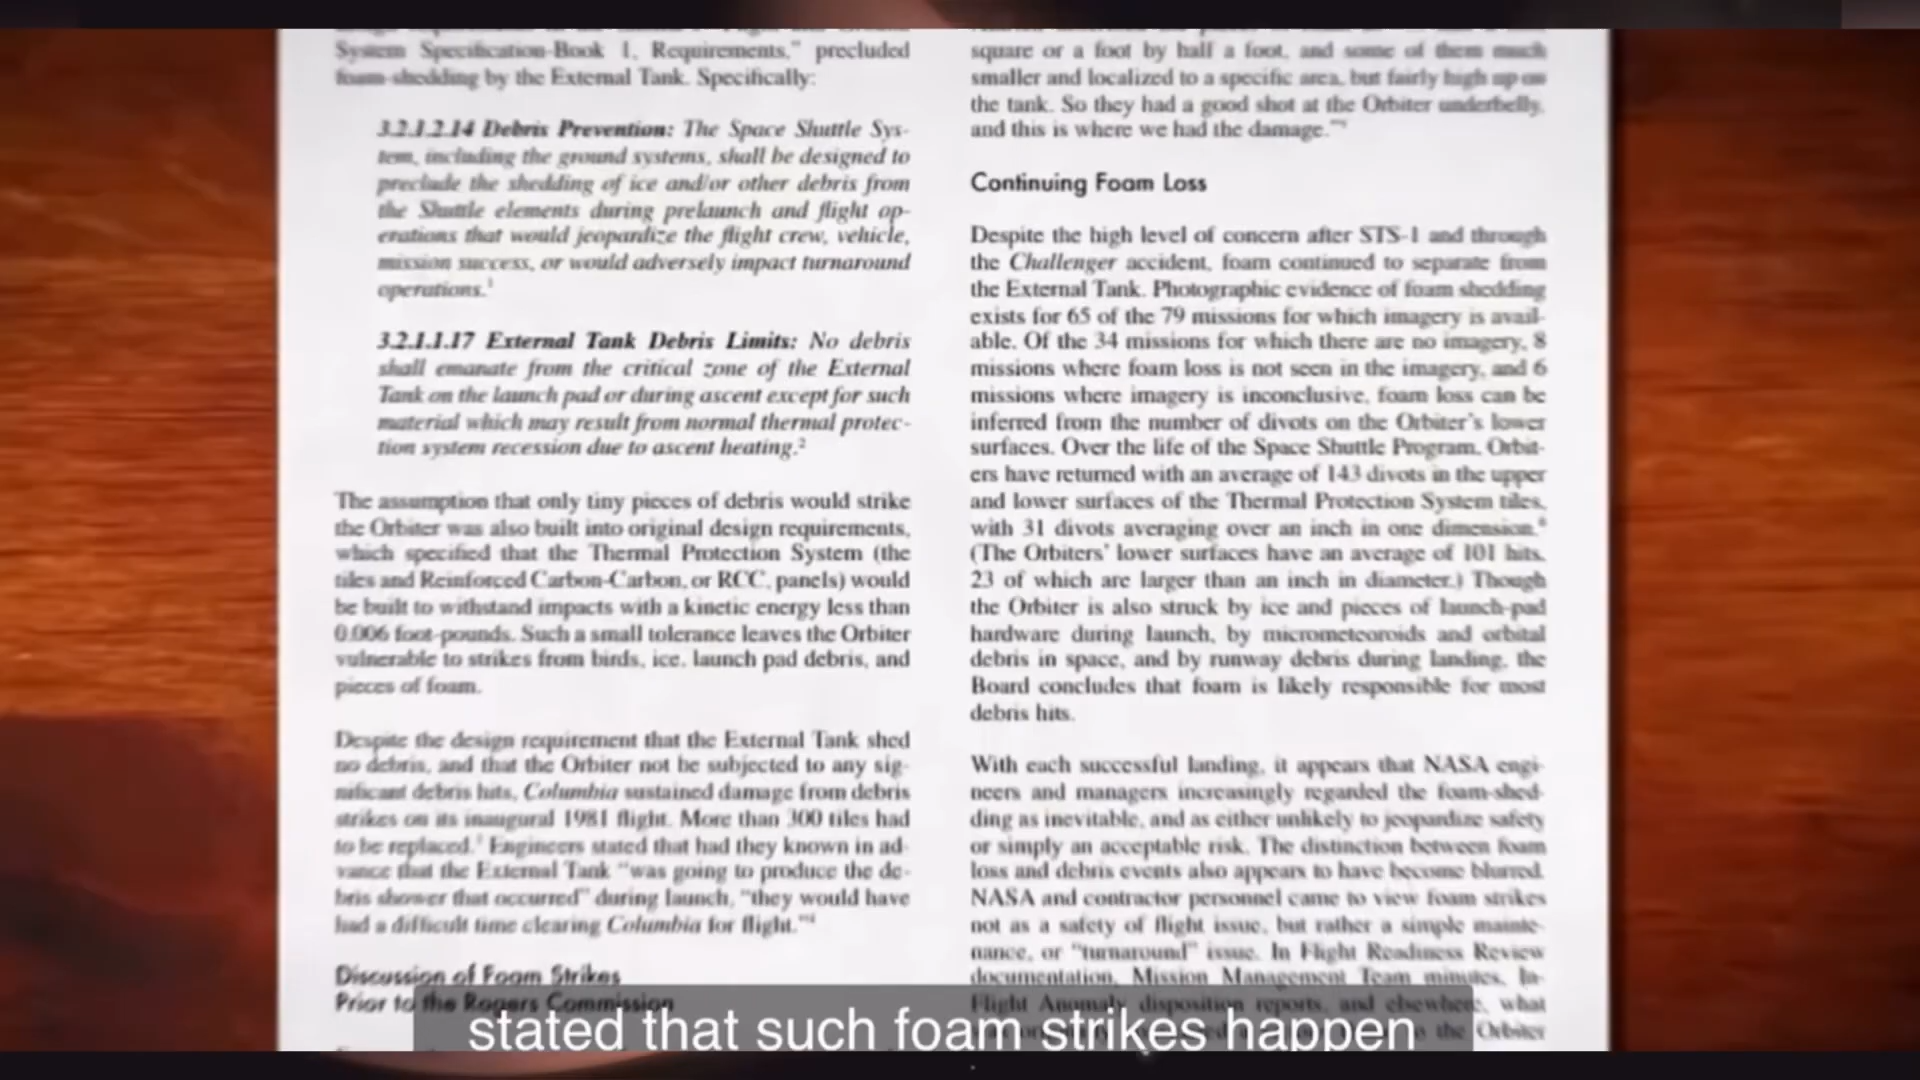 System Specification-Book 1, Requirements," precluded
foam-shedding by the External Tank. Specifically:
3.2.1.2.14 Debris Prevention: The Space Shuttle Sys-
tem, including the ground systems, shall be designed to
preclude the shedding of ice and/or other debris from
the Shuttle elements during prelaunch and flight op-
erations that would jeopardize the flight crew, vehicle,
mission success, or would adversely impact turnaround
operations.¹
3.2.1.1.17 External Tank Debris Limits: No debris
shall emanate from the critical zone of the External
Tank on the launch pad or during ascent except for such
material which may result from normal thermal protec-
tion system recession due to ascent heating.²
The assumption that only tiny pieces of debris would strike
the Orbiter was also built into original design requirements,
which specified that the Thermal Protection System (the
tiles and Reinforced Carbon-Carbon, or RCC, panels) would
be built to withstand impacts with a kinetic energy less than
0.006 foot-pounds. Such a small tolerance leaves the Orbiter
vulnerable to strikes from birds, ice, launch pad debris, and
pieces of foam.
Despite the design requirement that the External Tank shed
no debris, and that the Orbiter not be subjected to any sig-
nificant debris hits, Columbia sustained damage from debris
strikes on its inaugural 1981 flight. More than 300 tiles had
to be replaced.³ Engineers stated that had they known in ad-
vance that the External Tank "was going to produce the de-
bris shower that occurred" during launch, "they would have
had a difficult time clearing Columbia for flight."⁴
Discussion of Foam Strikes
Prior to the Rogers Commission
square or a foot by half a foot, and some of them much
smaller and localized to a specific area, but fairly high up on
the tank. So they had a good shot at the Orbiter underbelly,
and this is where we had the damage."
Continuing Foam Loss
Despite the high level of concern after STS-1 and through
the Challenger accident, foam continued to separate from
the External Tank. Photographic evidence of foam shedding
exists for 65 of the 79 missions for which imagery is avail-
able. Of the 34 missions for which there are no imagery, 8
missions where foam loss is not seen in the imagery, and 6
missions where imagery is inconclusive, foam loss can be
inferred from the number of divots on the Orbiter's lower
surfaces. Over the life of the Space Shuttle Program, Orbit-
ers have returned with an average of 143 divots in the upper
and lower surfaces of the Thermal Protection System tiles,
with 31 divots averaging over an inch in one dimension.⁸
(The Orbiters' lower surfaces have an average of 101 hits,
23 of which are larger than an inch in diameter.) Though
the Orbiter is also struck by ice and pieces of launch-pad
hardware during launch, by micrometeoroids and orbital
debris in space, and by runway debris during landing, the
Board concludes that foam is likely responsible for most
debris hits.
With each successful landing, it appears that NASA engi-
neers and managers increasingly regarded the foam-shed-
ding as inevitable, and as either unlikely to jeopardize safety
or simply an acceptable risk. The distinction between foam
loss and debris events also appears to have become blurred.
NASA and contractor personnel came to view foam strikes
not as a safety of flight issue, but rather a simple mainte-
nance, or "turnaround" issue. In Flight Readiness Review
documentation, Mission Management Team minutes, In-
Flight Anomaly disposition reports, and elsewhere, what
the Orbiter
stated that such foam strikes happen